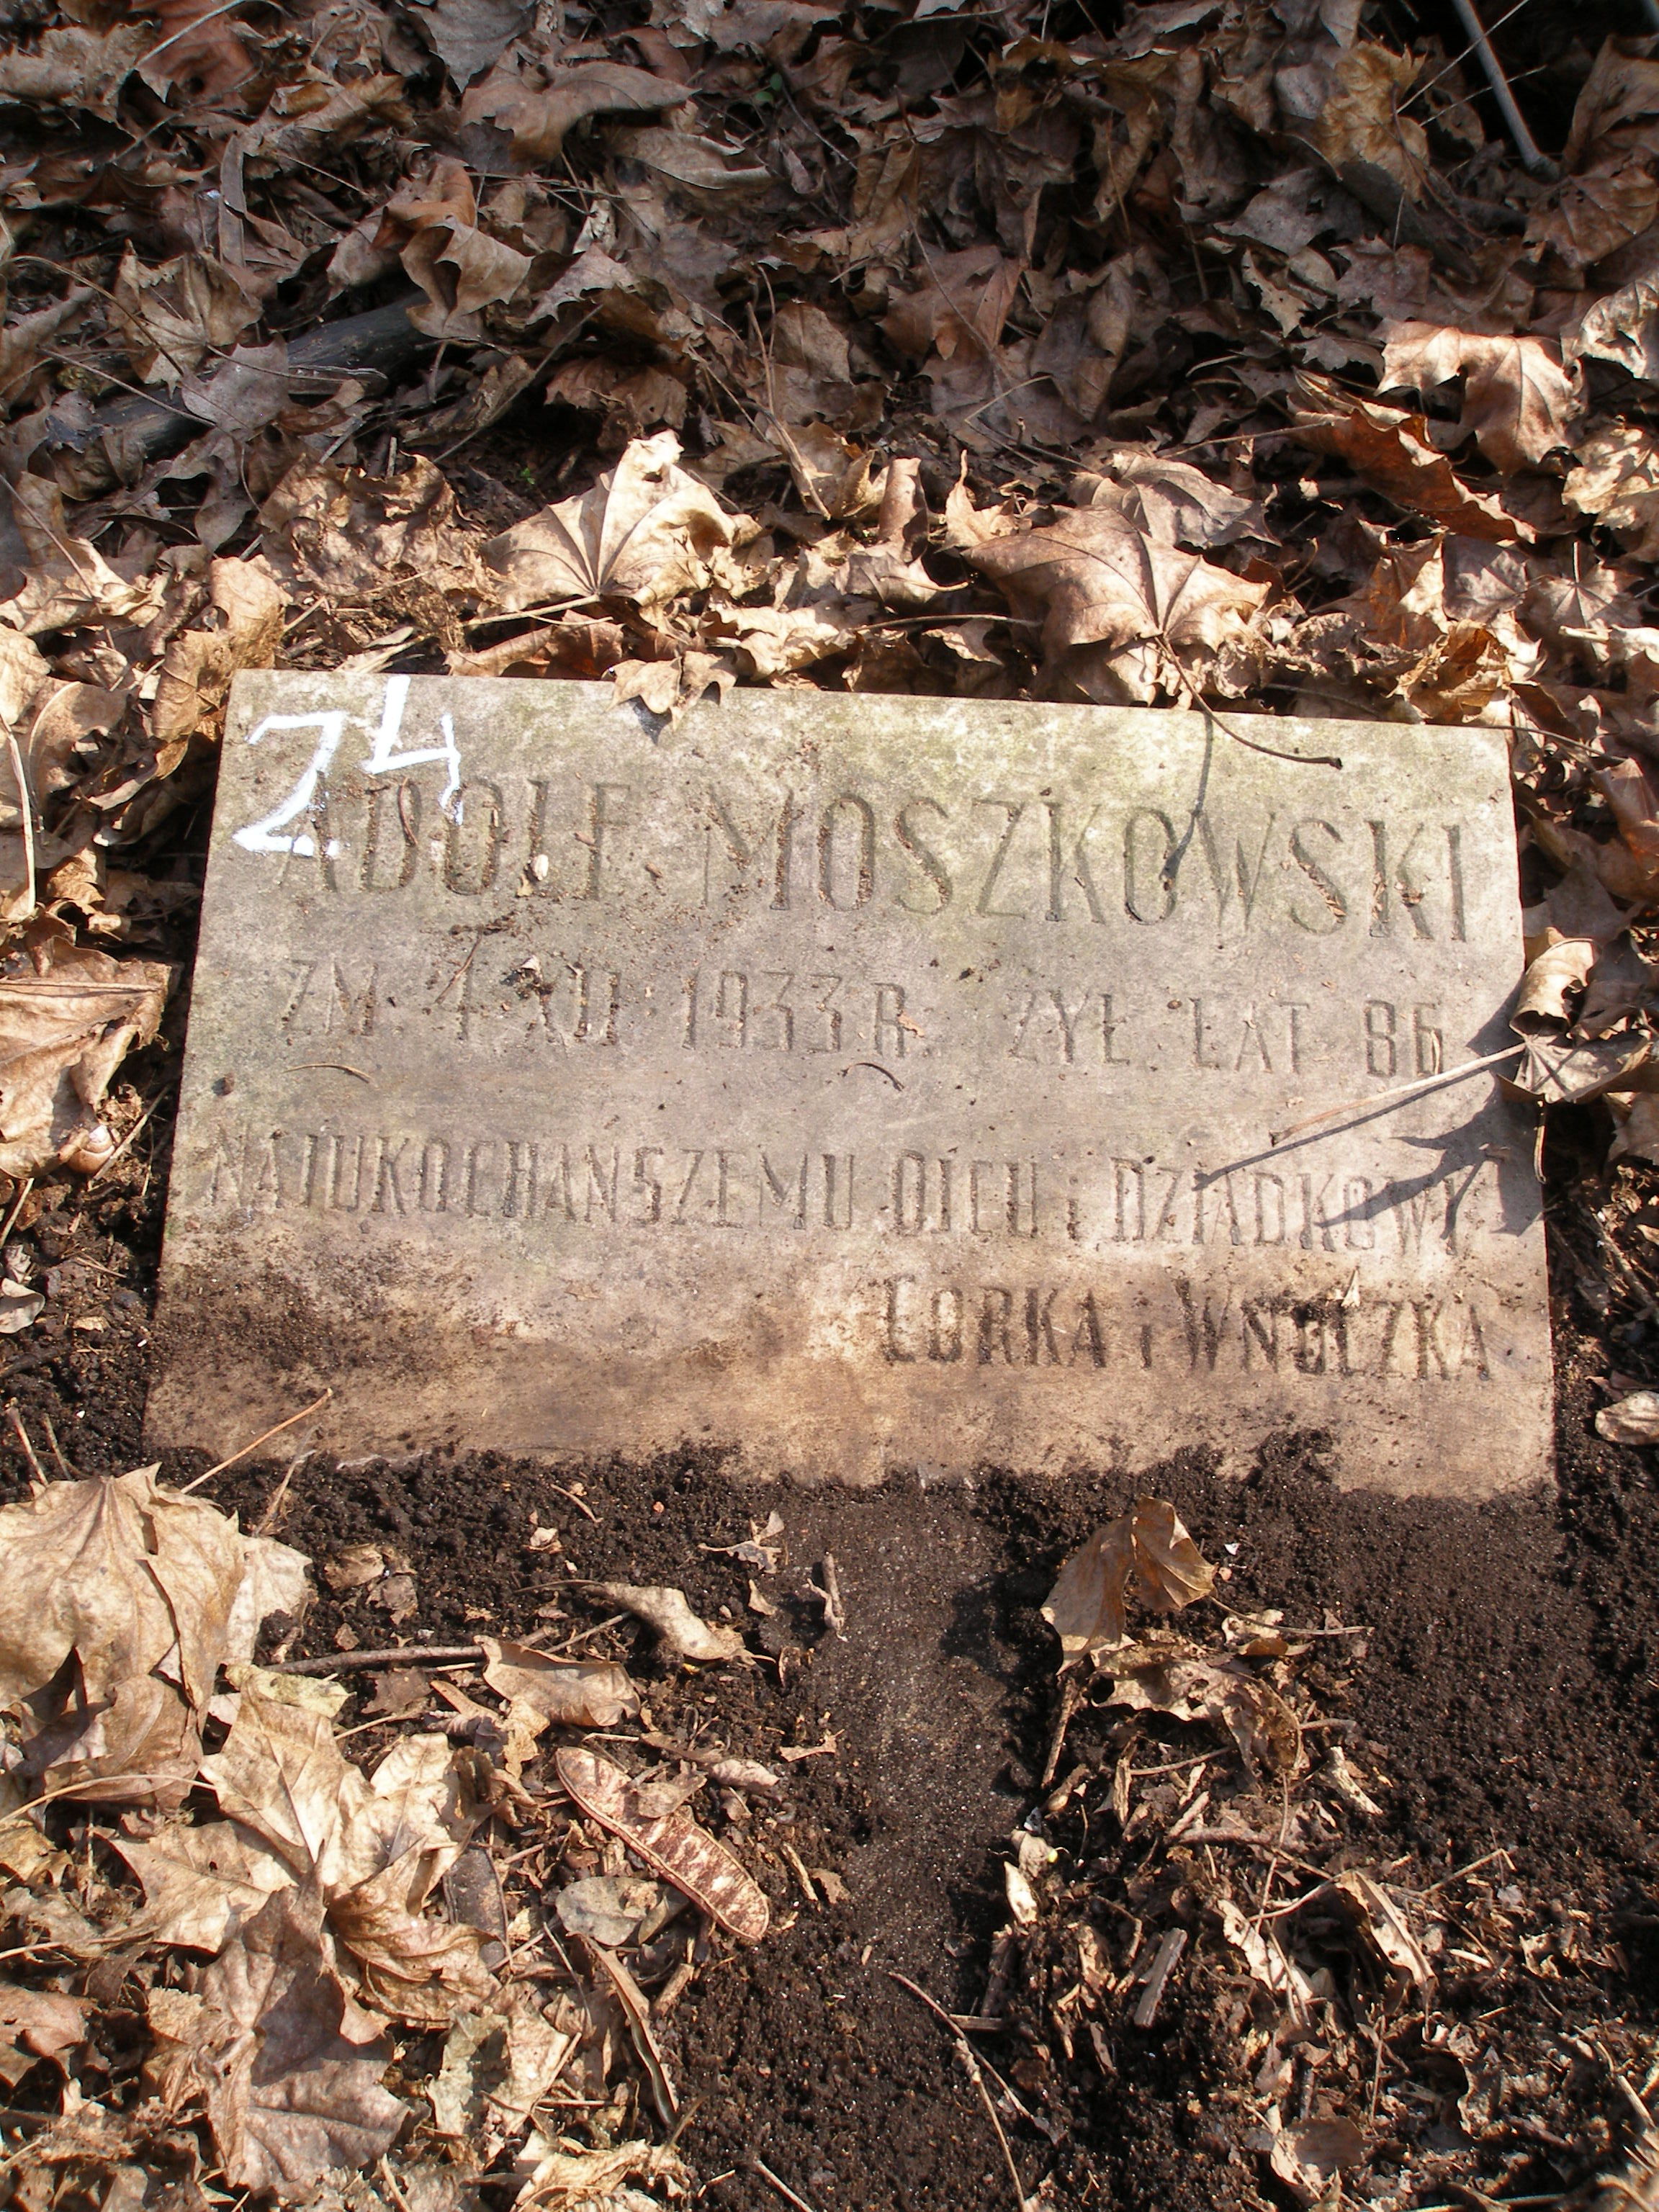 24
ADOLF MOSZKOWSKI
ZM. 4 XII 1933 R. ŻYŁ LAT 86
NAJUKOCHAŃSZEMU OJCU i DZIADKOWI
CÓRKA i WNUCZKA